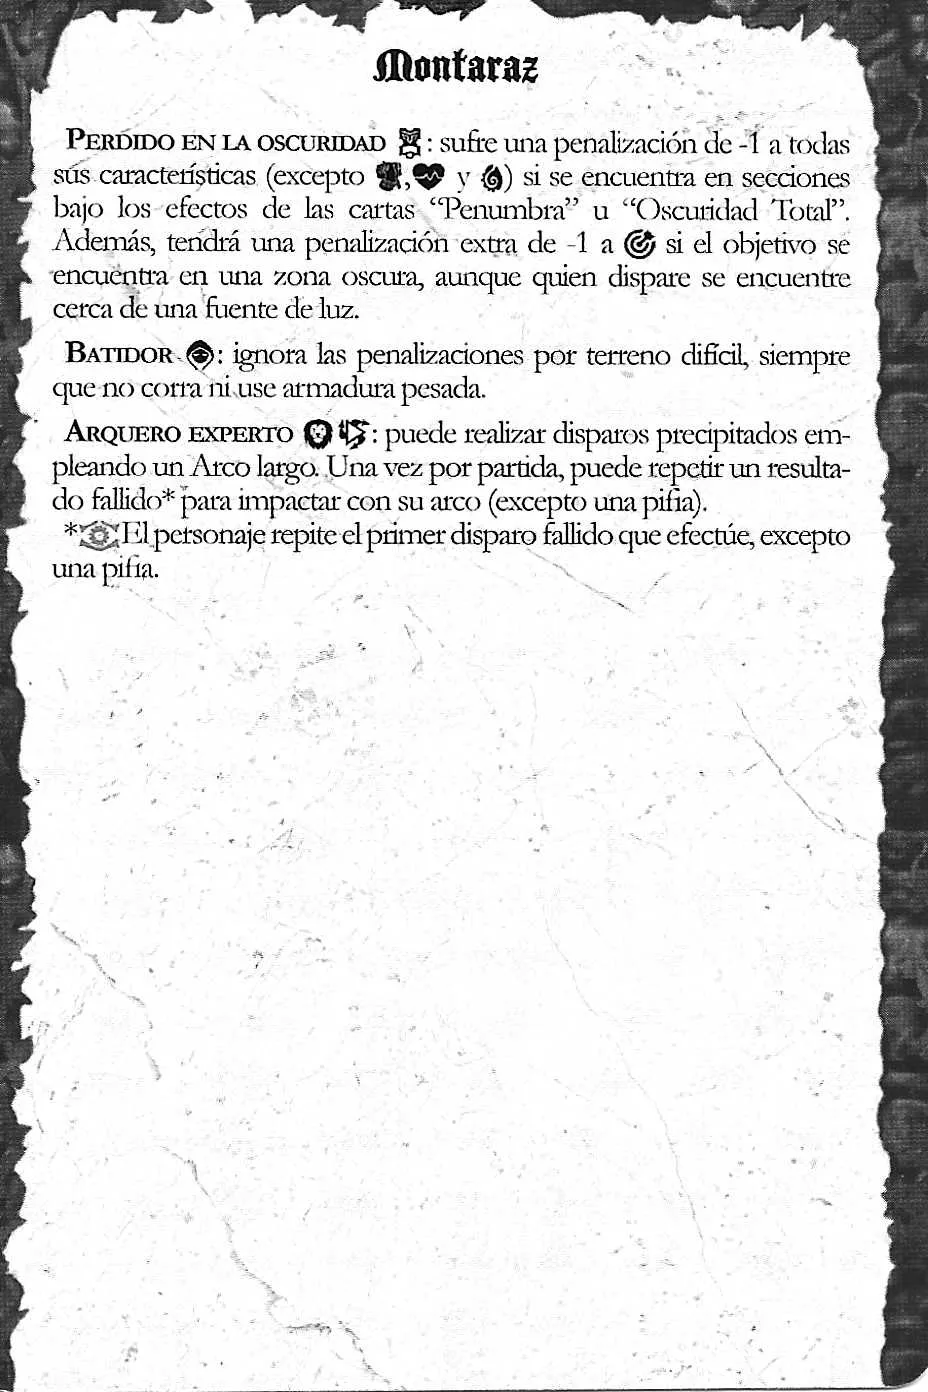 Montaraz
PERDIDO EN LA OSCURIDAD : sufre una penalización de -1 a todas
sus características (excepto , y ) si se encuentra en secciones
bajo los efectos de las cartas “Penumbra” u “Oscuridad Total”.
Además, tendrá una penalización extra de -1 a si el objetivo se
encuentra en una zona oscura, aunque quien dispare se encuentre
cerca de una fuente de luz.
BATIDOR : ignora las penalizaciones por terreno difícil, siempre
que no corra ni use armadura pesada.
ARQUERO EXPERTO : puede realizar disparos precipitados em-
pleando un Arco largo. Una vez por partida, puede repetir un resulta-
do fallido* para impactar con su arco (excepto una pifia).
* El personaje repite el primer disparo fallido que efectúe, excepto
una pifia.